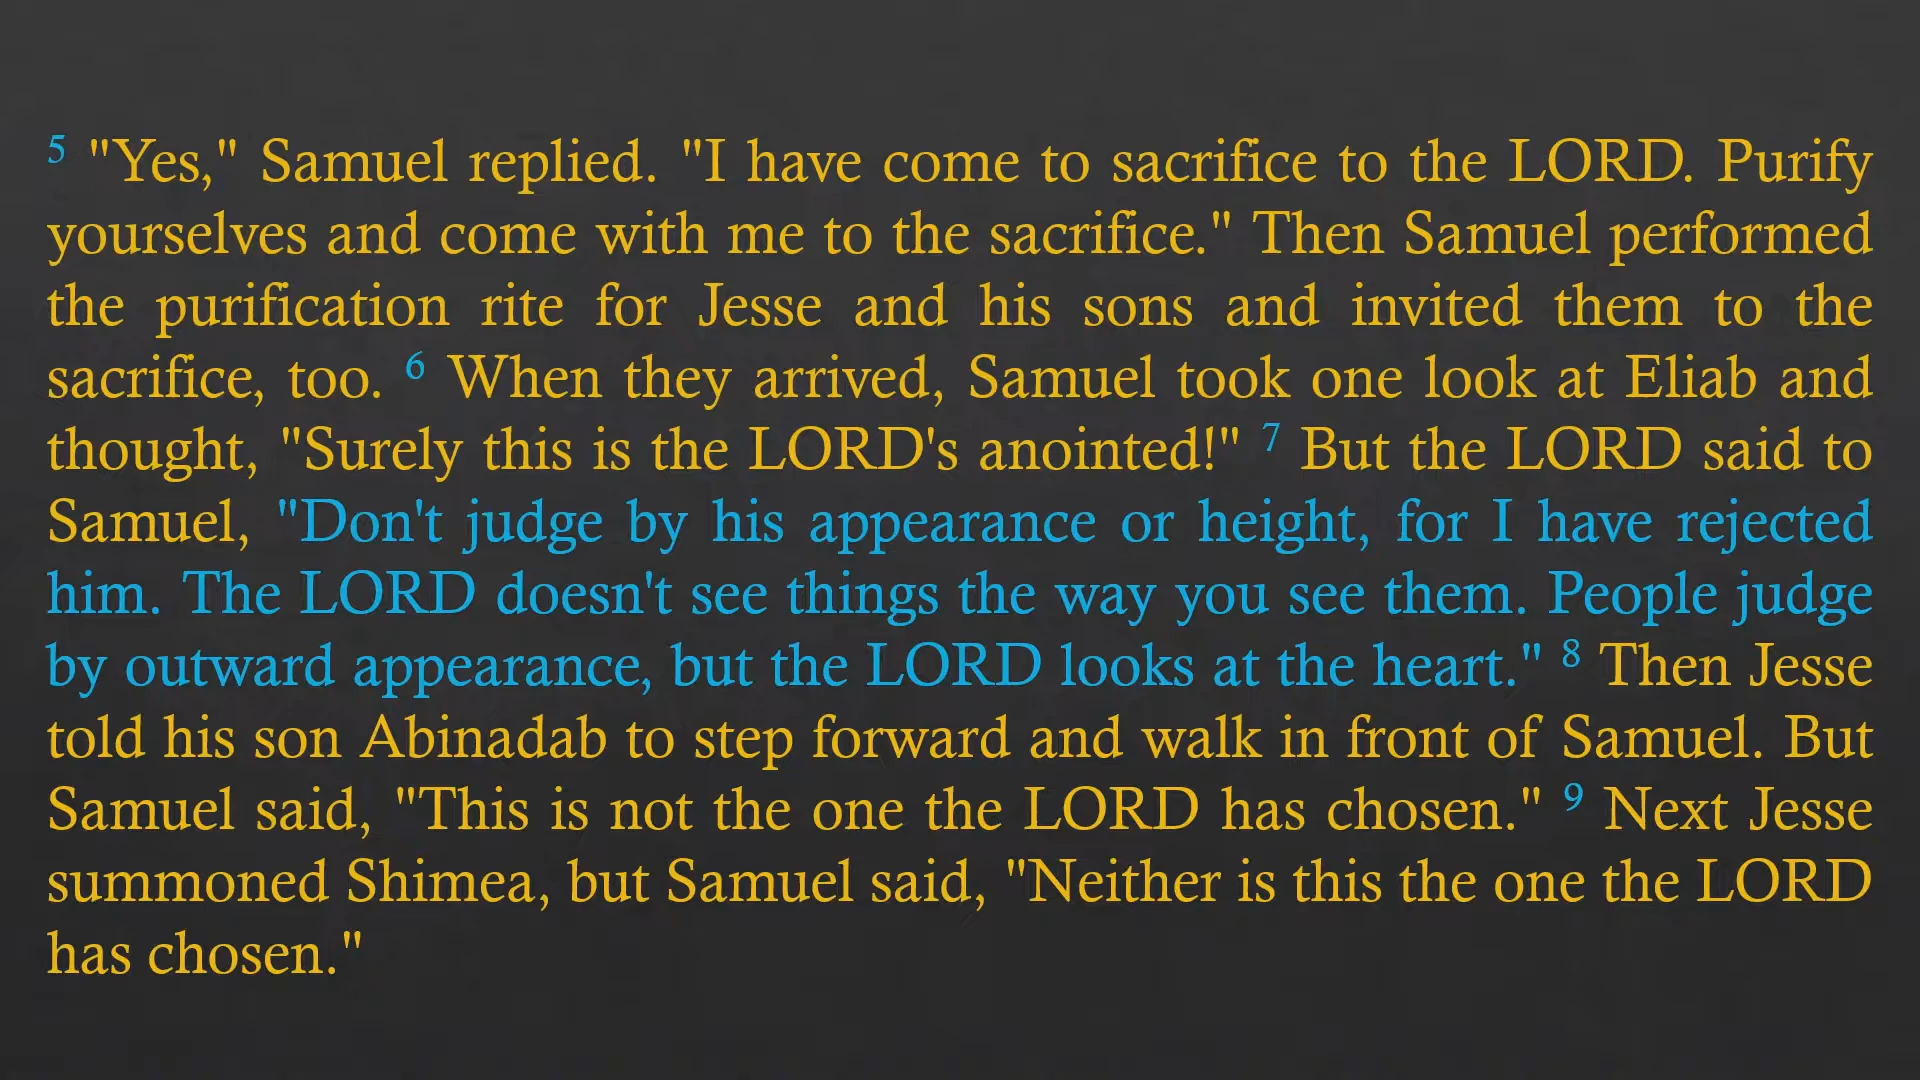 5 "Yes," Samuel replied. "I have come to sacrifice to the LORD. Purify
yourselves and come with me to the sacrifice." Then Samuel performed
the purification rite for Jesse and his sons and invited them to the
sacrifice, too. 6 When they arrived, Samuel took one look at Eliab and
thought, "Surely this is the LORD's anointed!" 7 But the LORD said to
Samuel, "Don't judge by his appearance or height, for I have rejected
him. The LORD doesn't see things the way you see them. People judge
by outward appearance, but the LORD looks at the heart." 8 Then Jesse
told his son Abinadab to step forward and walk in front of Samuel. But
Samuel said, "This is not the one the LORD has chosen." 9 Next Jesse
summoned Shimea, but Samuel said, "Neither is this the one the LORD
has chosen."